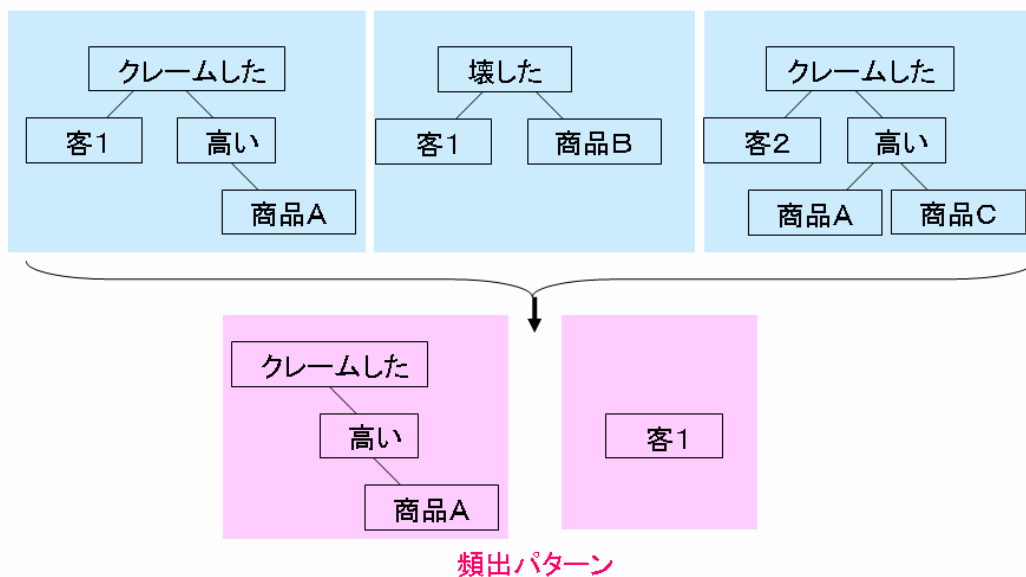 クレームした
客1
高い
商品A
壊した
客1
商品B
クレームした
客2
高い
商品A
商品C
クレームした
高い
商品A
客1
頻出パターン